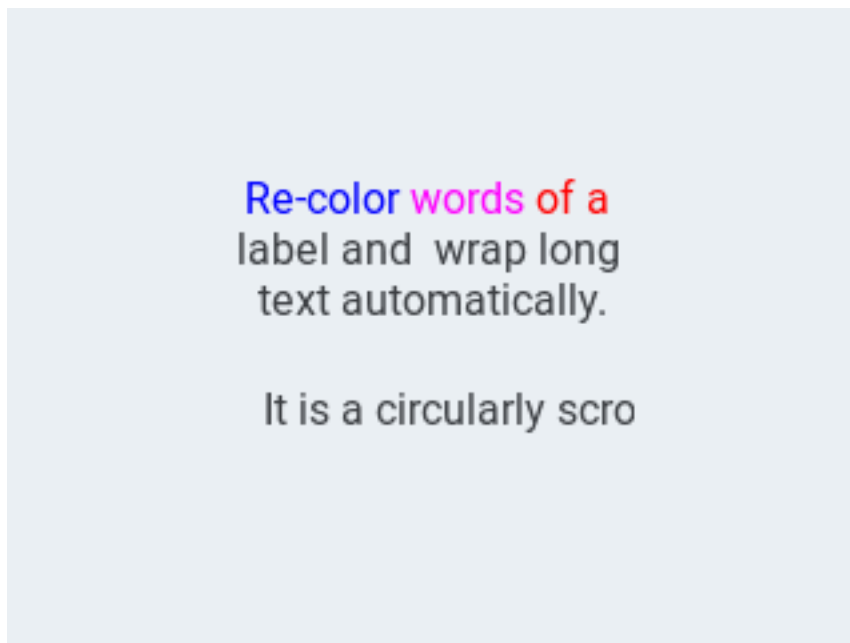 Re-color words of a
label and  wrap long
text automatically.
It is a circularly scro